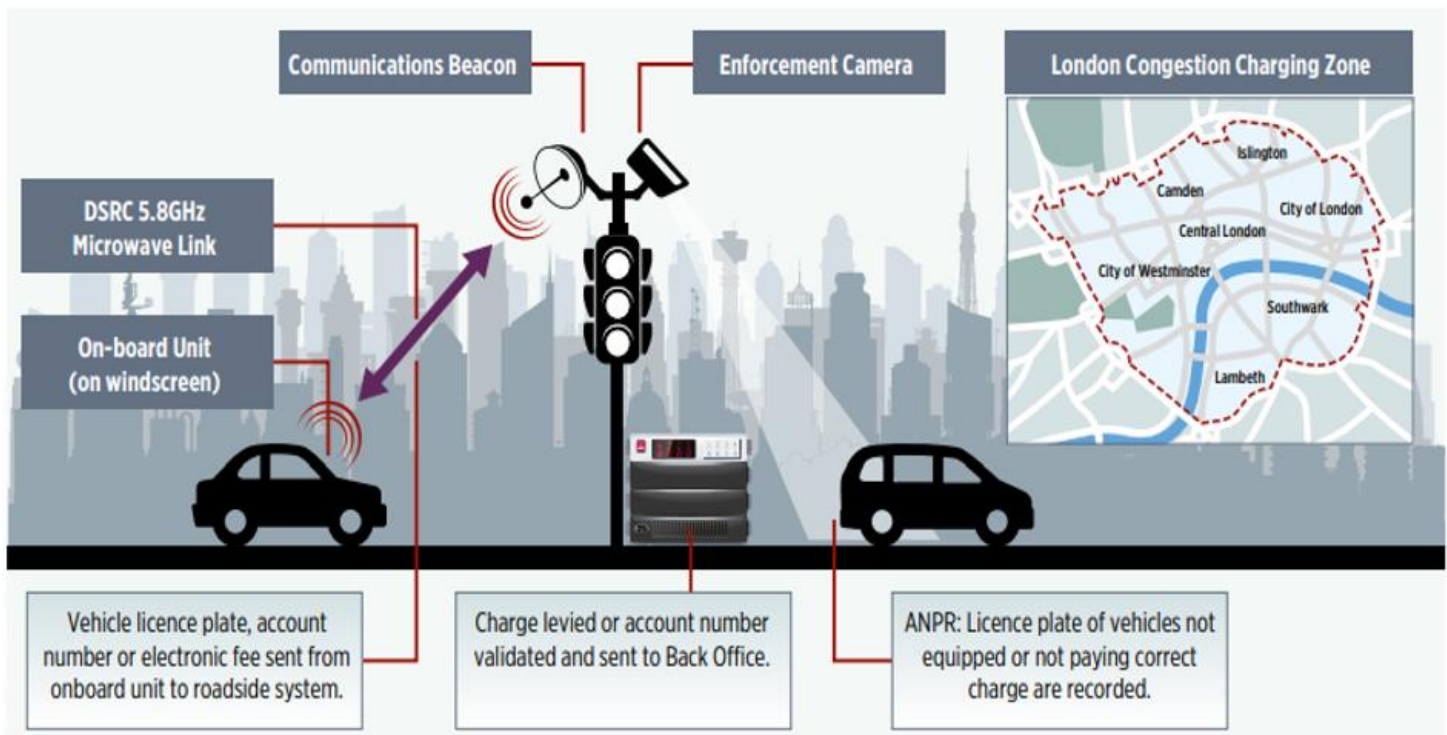 Communications Beacon
Enforcement Camera
London Congestion Charging Zone
DSRC 5.8GHz
Microwave Link
On-board Unit
(on windscreen)
Islington
Camden
City of London
Central London
City of Westminster
Southwark
Lambeth
Vehicle licence plate, account
number or electronic fee sent from
onboard unit to roadside system.
Charge levied or account number
validated and sent to Back Office.
ANPR: Licence plate of vehicles not
equipped or not paying correct
charge are recorded.